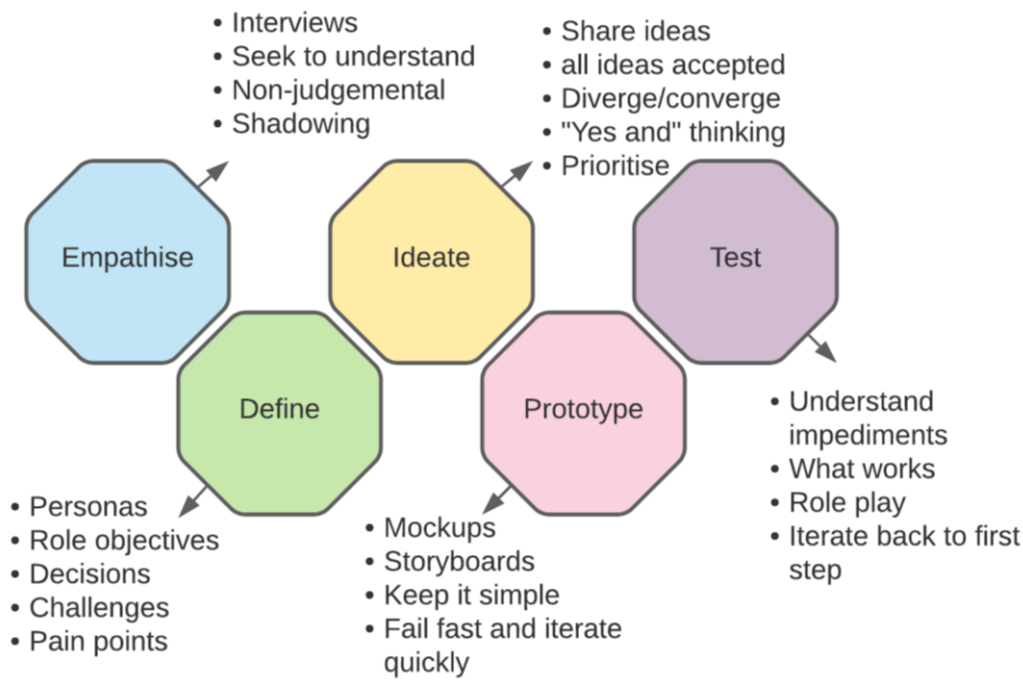 • Interviews
• Seek to understand
• Non-judgemental
• Shadowing
• Share ideas
• all ideas accepted
• Diverge/converge
• "Yes and" thinking
• Prioritise
Empathise
Ideate
Test
Define
Prototype
• Personas
• Role objectives
• Decisions
• Challenges
• Pain points
• Mockups
• Storyboards
• Keep it simple
• Fail fast and iterate
quickly
• Understand
impediments
• What works
• Role play
• Iterate back to first
step